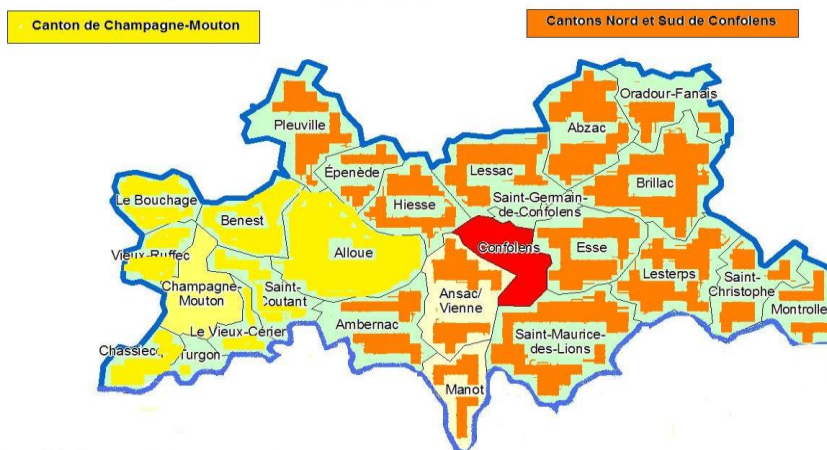 Canton de Champagne-Mouton
Cantons Nord et Sud de Confolens
Oradour-Fanais
Pleuville
Abzac
Épenède
Lessac
Brillac
Le Bouchage
Benest
Hiesse
Saint-Germain-
de-Confolens
Vieux-Ruffec
Alloue
Confolens
Esse
Lesterps
Saint-
Christophe
Champagne-
Mouton
Saint-
Coutant
Ansac/
Vienne
Montrolle
Le Vieux-Cérier
Ambernac
Saint-Maurice-
des-Lions
Chassiec
Turgon
Manot